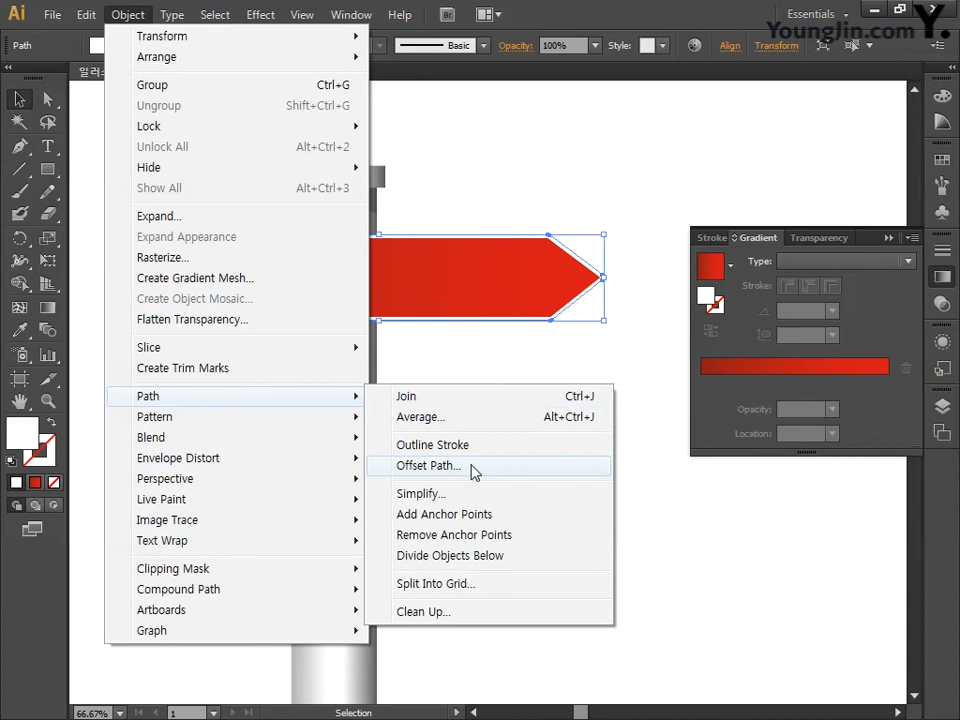 Ai File Edit Object Type Select Effect View Window Help Br Essentials
YoungJin.com Y.
Path Basic Opacity: 100% Style: Align Transform
일러
Transform
Arrange
Group Ctrl+G
Ungroup Shift+Ctrl+G
Lock
Unlock All Alt+Ctrl+2
Hide
Show All Alt+Ctrl+3
Expand...
Expand Appearance
Rasterize...
Create Gradient Mesh...
Create Object Mosaic...
Flatten Transparency...
Slice
Create Trim Marks
Path
Pattern
Blend
Envelope Distort
Perspective
Live Paint
Image Trace
Text Wrap
Clipping Mask
Compound Path
Artboards
Graph
Join Ctrl+J
Average... Alt+Ctrl+J
Outline Stroke
Offset Path...
Simplify...
Add Anchor Points
Remove Anchor Points
Divide Objects Below
Split Into Grid...
Clean Up...
Stroke Gradient Transparency
Type:
Stroke:
Opacity:
Location:
66.67% 1 Selection